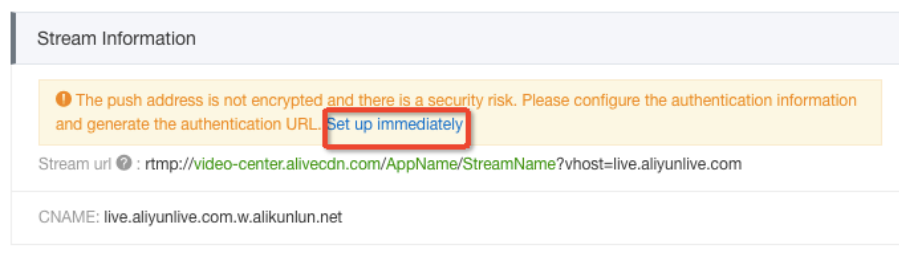 Stream Information
The push address is not encrypted and there is a security risk. Please configure the authentication information
and generate the authentication URL. Set up immediately
Stream url ? : rtmp://video-center.alivecdn.com/AppName/StreamName?vhost=live.aliyunlive.com
CNAME: live.aliyunlive.com.w.alikunlun.net